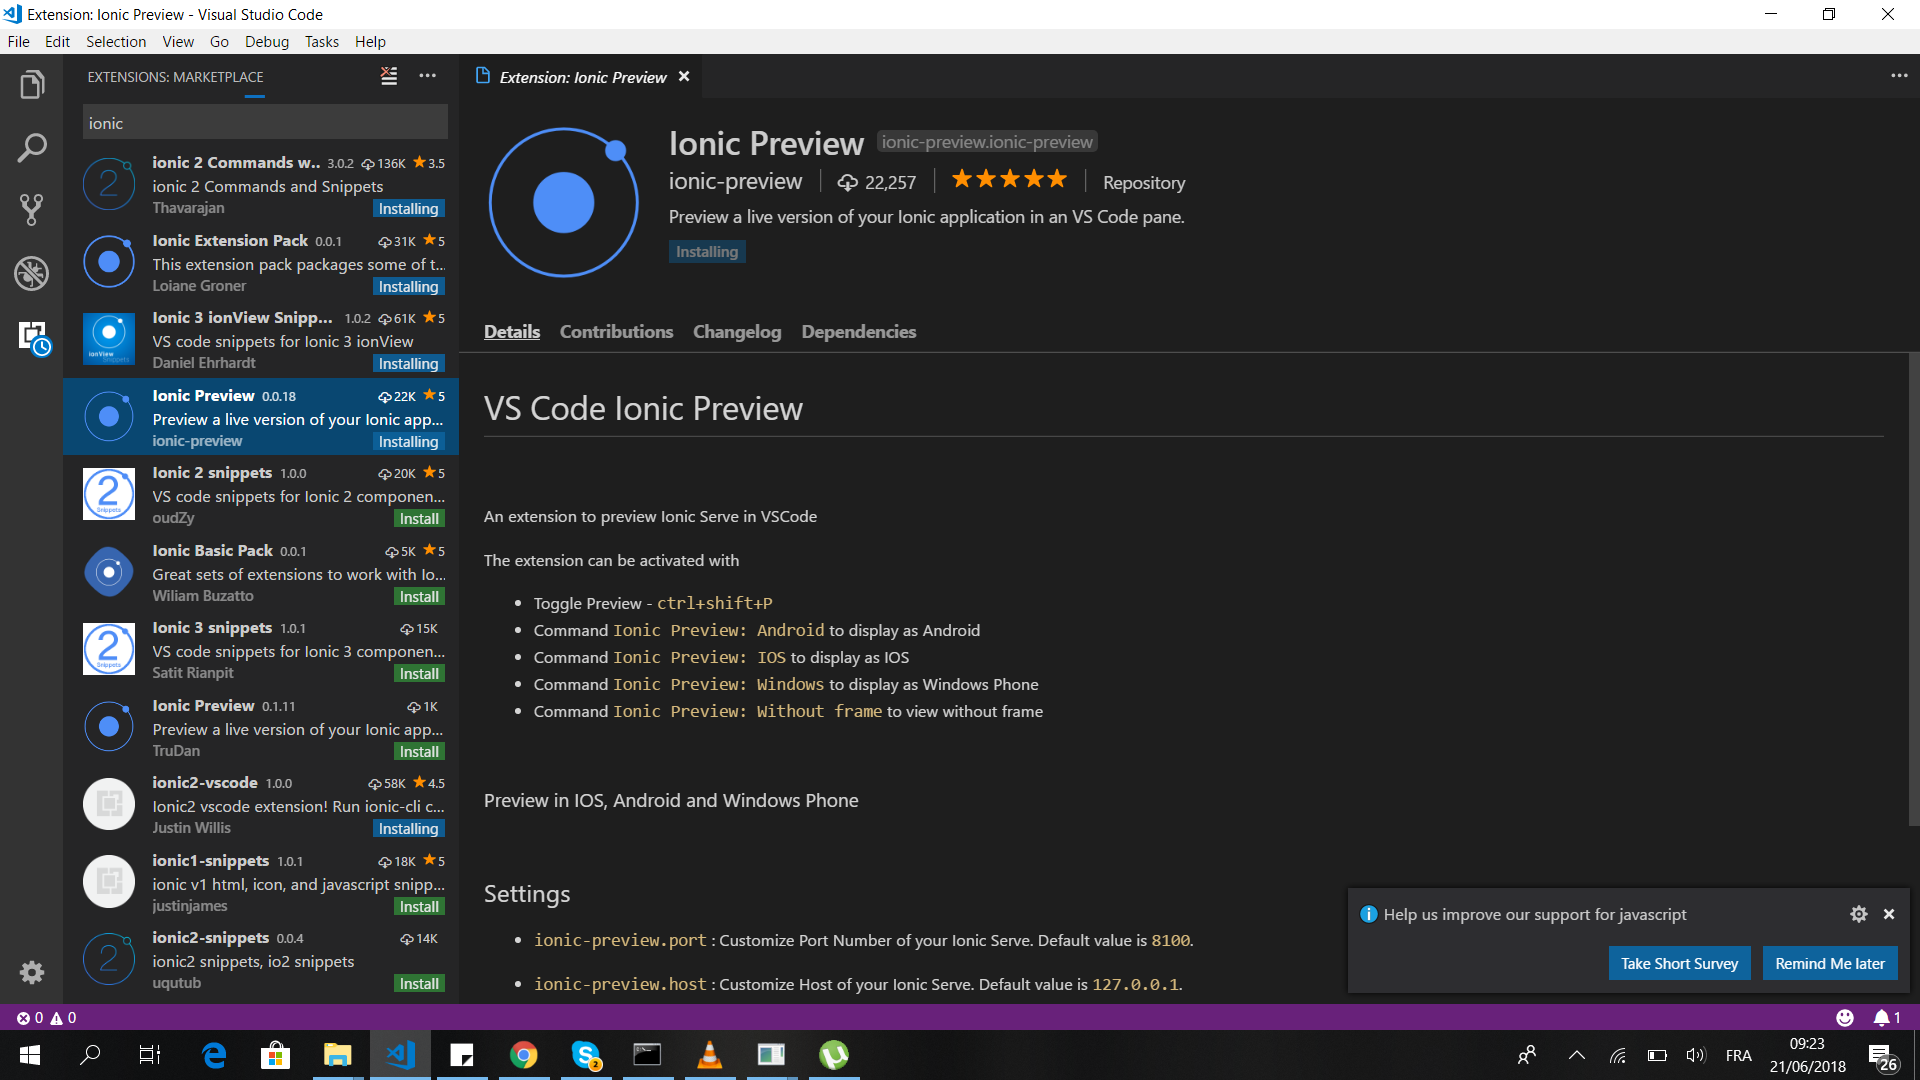 Extension: Ionic Preview - Visual Studio Code
File Edit Selection View Go Debug Tasks Help
EXTENSIONS: MARKETPLACE
ionic
ionic 2 Commands w.. 3.0.2 136K 3.5
ionic 2 Commands and Snippets
Thavarajan Installing
Ionic Extension Pack 0.0.1 31K 5
This extension pack packages some of t...
Loiane Groner Installing
Ionic 3 ionView Snipp... 1.0.2 61K 5
VS code snippets for Ionic 3 ionView
Daniel Ehrhardt Installing
ionView
Snippets
Ionic Preview 0.0.18 22K 5
Preview a live version of your Ionic app...
ionic-preview Installing
Ionic 2 snippets 1.0.0 20K 5
VS code snippets for Ionic 2 componen...
oudZy Install
2
Snippets
Ionic Basic Pack 0.0.1 5K 5
Great sets of extensions to work with Io...
Wiliam Buzatto Install
Ionic 3 snippets 1.0.1 15K
VS code snippets for Ionic 3 componen...
Satit Rianpit Install
2
Snippets
Ionic Preview 0.1.11 1K
Preview a live version of your Ionic app...
TruDan Install
ionic2-vscode 1.0.0 58K 4.5
Ionic2 vscode extension! Run ionic-cli c...
Justin Willis Installing
ionic1-snippets 1.0.1 18K 5
ionic v1 html, icon, and javascript snipp...
justinjames Install
ionic2-snippets 0.0.4 14K
ionic2 snippets, io2 snippets
uqutub Install
2
Extension: Ionic Preview
Ionic Preview ionic-preview.ionic-preview
ionic-preview 22,257 Repository
Preview a live version of your Ionic application in an VS Code pane.
Installing
Details Contributions Changelog Dependencies
VS Code Ionic Preview
An extension to preview Ionic Serve in VSCode
The extension can be activated with
Toggle Preview - ctrl+shift+P
Command Ionic Preview: Android to display as Android
Command Ionic Preview: IOS to display as IOS
Command Ionic Preview: Windows to display as Windows Phone
Command Ionic Preview: Without frame to view without frame
Preview in IOS, Android and Windows Phone
Settings
ionic-preview.port : Customize Port Number of your Ionic Serve. Default value is 8100.
ionic-preview.host : Customize Host of your Ionic Serve. Default value is 127.0.0.1.
Help us improve our support for javascript
Take Short Survey Remind Me later
0 0 1
2
FRA
09:23
21/06/2018
26